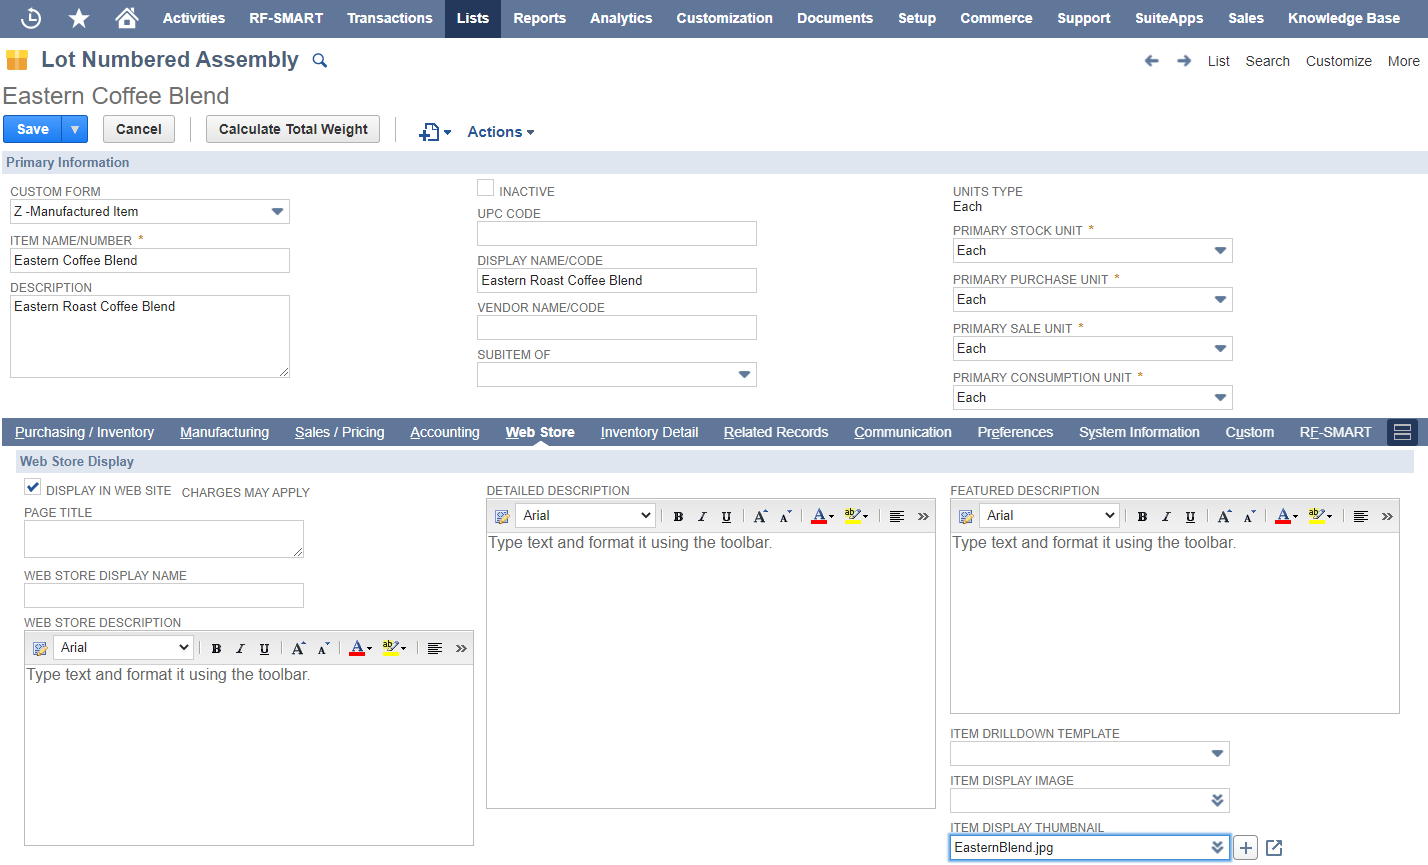 Activities RF-SMART Transactions Lists Reports Analytics Customization Documents Setup Commerce Support SuiteApps Sales Knowledge Base
Lot Numbered Assembly
List Search Customize More
Eastern Coffee Blend
Save Cancel Calculate Total Weight Actions
Primary Information
CUSTOM FORM
Z -Manufactured Item
ITEM NAME/NUMBER *
Eastern Coffee Blend
DESCRIPTION
Eastern Roast Coffee Blend
INACTIVE
UPC CODE
DISPLAY NAME/CODE
Eastern Roast Coffee Blend
VENDOR NAME/CODE
SUBITEM OF
UNITS TYPE
Each
PRIMARY STOCK UNIT *
Each
PRIMARY PURCHASE UNIT *
Each
PRIMARY SALE UNIT *
Each
PRIMARY CONSUMPTION UNIT *
Each
Purchasing / Inventory Manufacturing Sales / Pricing Accounting Web Store Inventory Detail Related Records Communication Preferences System Information Custom RF-SMART
Web Store Display
DISPLAY IN WEB SITE CHARGES MAY APPLY
PAGE TITLE
WEB STORE DISPLAY NAME
WEB STORE DESCRIPTION
Arial B I U A A A ab »
Type text and format it using the toolbar.
DETAILED DESCRIPTION
Arial B I U A A A ab »
Type text and format it using the toolbar.
FEATURED DESCRIPTION
Arial B I U A A A ab »
Type text and format it using the toolbar.
ITEM DRILLDOWN TEMPLATE
ITEM DISPLAY IMAGE
ITEM DISPLAY THUMBNAIL
EasternBlend.jpg